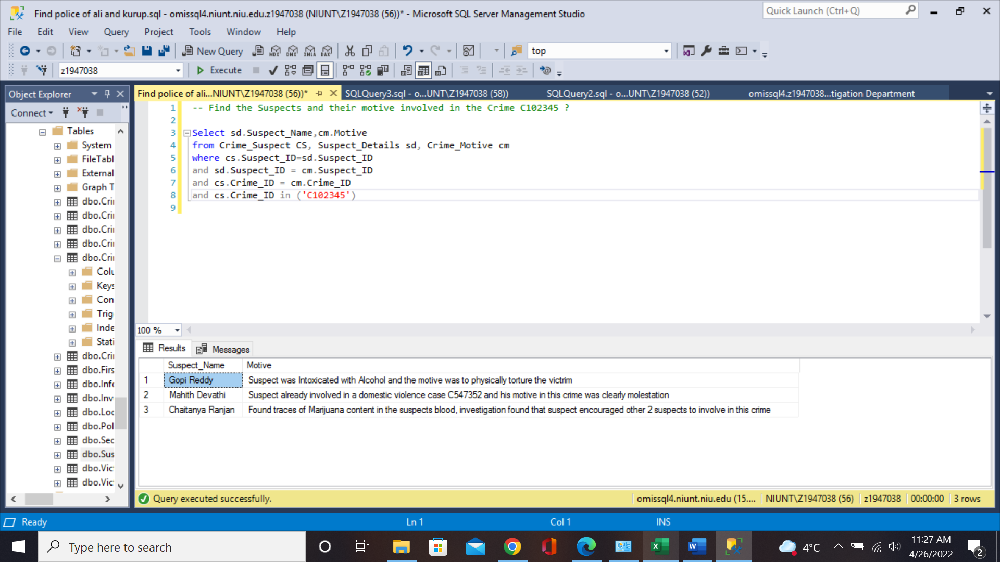 Find police of ali and kurup.sql - omissql4.niunt.niu.edu.z1947038 (NIUNT\Z1947038 (56))* - Microsoft SQL Server Management Studio
Quick Launch (Ctrl+Q)
File Edit View Query Project Tools Window Help
New Query MDX DMX XMLA DAX top
z1947038 Execute
Object Explorer
Find police of ali...NIUNT\Z1947038 (56))* SQLQuery3.sql - o...UNT\Z1947038 (58)) SQLQuery2.sql - o...UNT\Z1947038 (52)) omissql4.z1947038...tigation Department
Connect
Tables
System
FileTabl
External
Graph T
dbo.Cri
dbo.Cri
dbo.Cri
dbo.Cri
dbo.Cri
Colu
Keys
Con
Trig
Inde
Stati
dbo.Cri
dbo.Firs
dbo.Info
dbo.Inv
dbo.Loc
dbo.Pol
dbo.Sec
dbo.Sus
dbo.Vict
dbo.Vict
1 -- Find the Suspects and their motive involved in the Crime C102345 ?
2
3 Select sd.Suspect_Name,cm.Motive
4 from Crime_Suspect CS, Suspect_Details sd, Crime_Motive cm
5 where cs.Suspect_ID=sd.Suspect_ID
6 and sd.Suspect_ID = cm.Suspect_ID
7 and cs.Crime_ID = cm.Crime_ID
8 and cs.Crime_ID in ('C102345')
9
100 %
Results Messages
Suspect_Name Motive
1 Gopi Reddy Suspect was Intoxicated with Alcohol and the motive was to physically torture the victrim
2 Mahith Devathi Suspect already involved in a domestic violence case C547352 and his motive in this crime was clearly molestation
3 Chaitanya Ranjan Found traces of Marijuana content in the suspects blood, investigation found that suspect encouraged other 2 suspects to involve in this crime
Query executed successfully. omissql4.niunt.niu.edu (15.... NIUNT\Z1947038 (56) z1947038 00:00:00 3 rows
Ready Ln 1 Col 1 INS
Type here to search
4°C
11:27 AM
4/26/2022
2